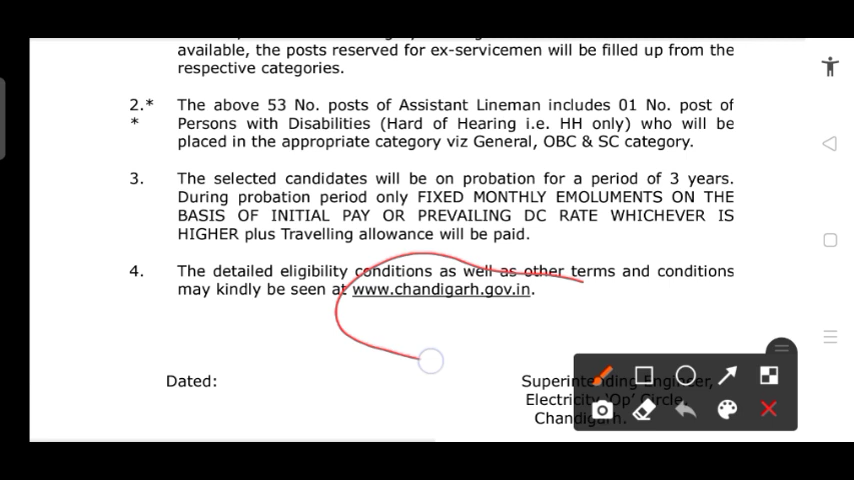 available, the posts reserved for ex-servicemen will be filled up from the
respective categories.
2.* The above 53 No. posts of Assistant Lineman includes 01 No. post of
* Persons with Disabilities (Hard of Hearing i.e. HH only) who will be
placed in the appropriate category viz General, OBC & SC category.
3. The selected candidates will be on probation for a period of 3 years.
During probation period only FIXED MONTHLY EMOLUMENTS ON THE
BASIS OF INITIAL PAY OR PREVAILING DC RATE WHICHEVER IS
HIGHER plus Travelling allowance will be paid.
4. The detailed eligibility conditions as well as other terms and conditions
may kindly be seen at www.chandigarh.gov.in.
Dated: Superintending Engineer,
Electricity 'Op' Circle,
Chandigarh.